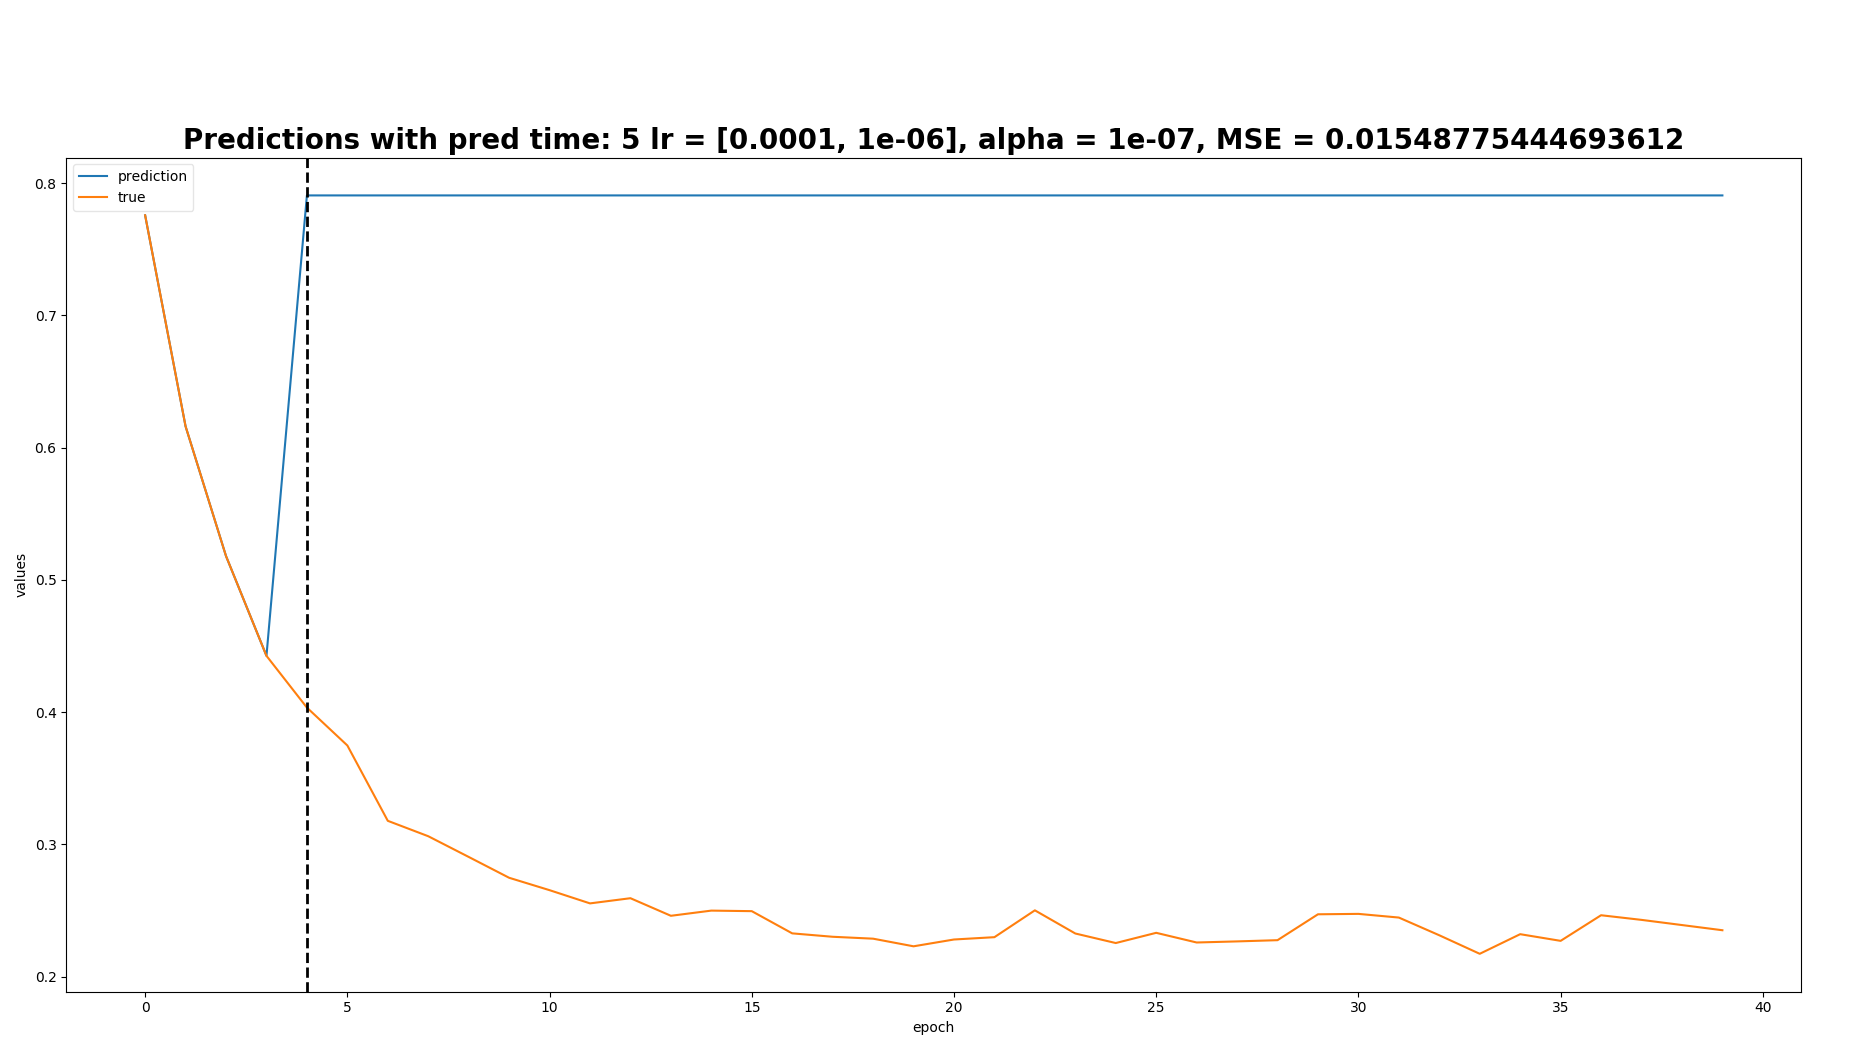 Predictions with pred time: 5 lr = [0.0001, 1e-06], alpha = 1e-07, MSE = 0.01548775444693612
prediction
true
0.8
0.7
0.6
0.5
0.4
0.3
0.2
values
0 5 10 15 20 25 30 35 40
epoch